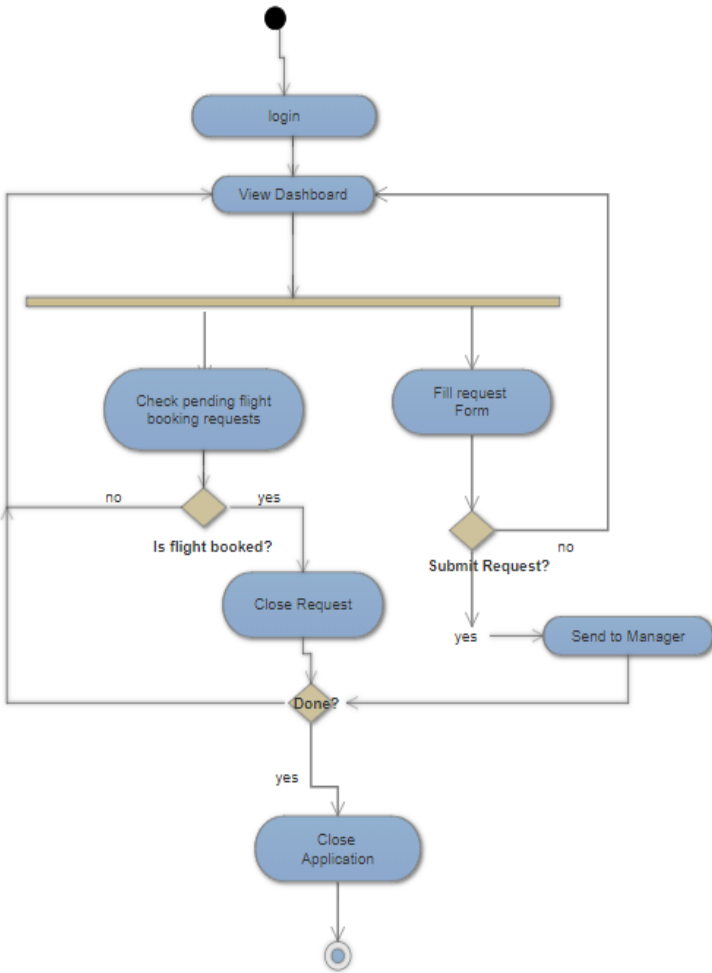 login
View Dashboard
Check pending flight
booking requests
Fill request
Form
no
yes
Is flight booked?
no
Submit Request?
Close Request
yes
Send to Manager
Done?
yes
Close
Application